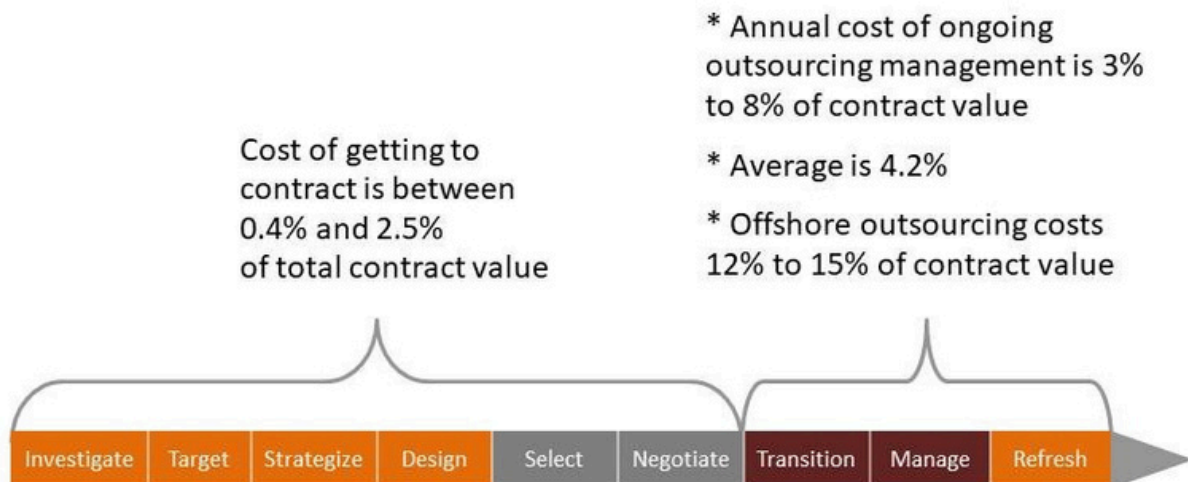 * Annual cost of ongoing
outsourcing management is 3%
to 8% of contract value
* Average is 4.2%
* Offshore outsourcing costs
12% to 15% of contract value
Cost of getting to
contract is between
0.4% and 2.5%
of total contract value
Investigate Target Strategize Design Select Negotiate Transition Manage Refresh